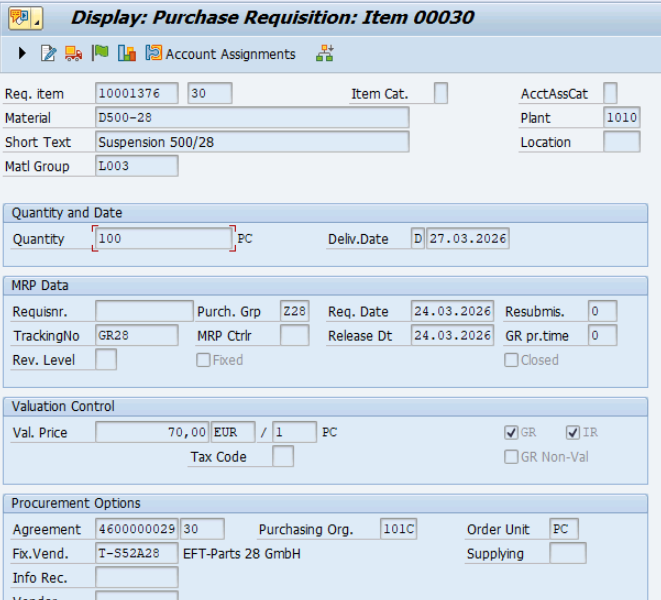 Display: Purchase Requisition: Item 00030
Account Assignments
Req. item 10001376 30 Item Cat. AcctAssCat
Material D500-28 Plant 1010
Short Text Suspension 500/28 Location
Matl Group L003
Quantity and Date
Quantity 100 PC Deliv.Date D 27.03.2026
MRP Data
Requisnr. Purch. Grp Z28 Req. Date 24.03.2026 Resubmis. 0
TrackingNo GR28 MRP Ctrlr Release Dt 24.03.2026 GR pr.time 0
Rev. Level Fixed Closed
Valuation Control
Val. Price 70,00 EUR / 1 PC GR IR
Tax Code GR Non-Val
Procurement Options
Agreement 4600000029 30 Purchasing Org. 101C Order Unit PC
Fix.Vend. T-S52A28 EFT-Parts 28 GmbH Supplying
Info Rec.